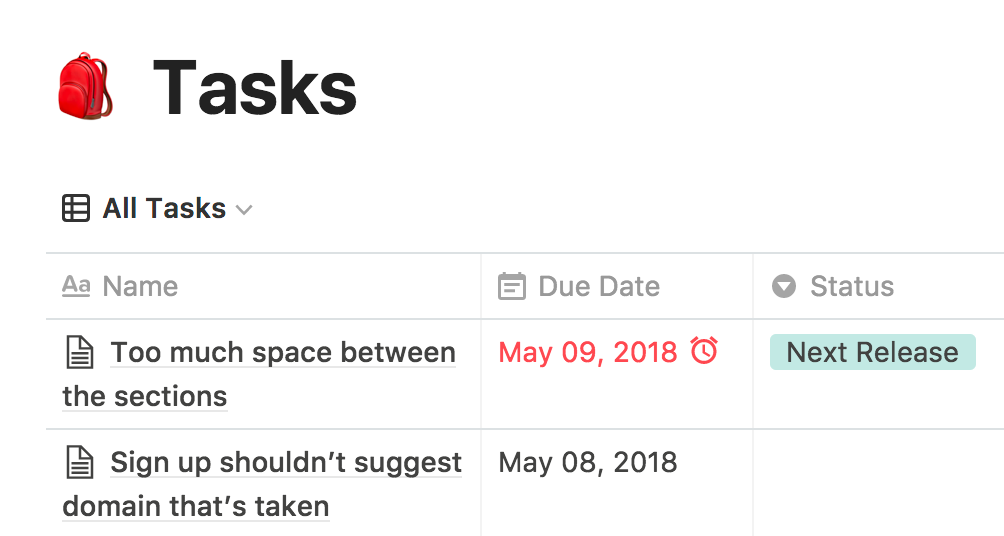 Tasks
All Tasks
Aa Name Due Date Status
Too much space between May 09, 2018 Next Release
the sections
Sign up shouldn’t suggest May 08, 2018
domain that’s taken